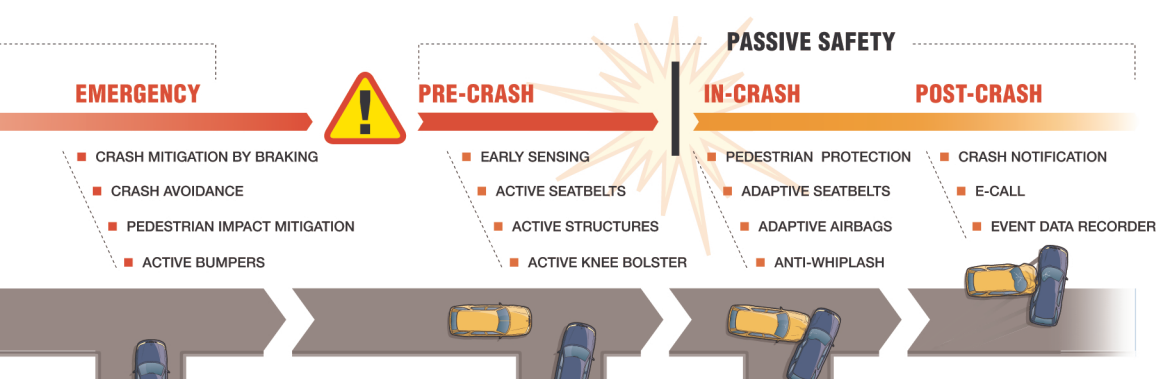 PASSIVE SAFETY
EMERGENCY
CRASH MITIGATION BY BRAKING
CRASH AVOIDANCE
PEDESTRIAN IMPACT MITIGATION
ACTIVE BUMPERS
!
PRE-CRASH
EARLY SENSING
ACTIVE SEATBELTS
ACTIVE STRUCTURES
ACTIVE KNEE BOLSTER
IN-CRASH
PEDESTRIAN PROTECTION
ADAPTIVE SEATBELTS
ADAPTIVE AIRBAGS
ANTI-WHIPLASH
POST-CRASH
CRASH NOTIFICATION
E-CALL
EVENT DATA RECORDER